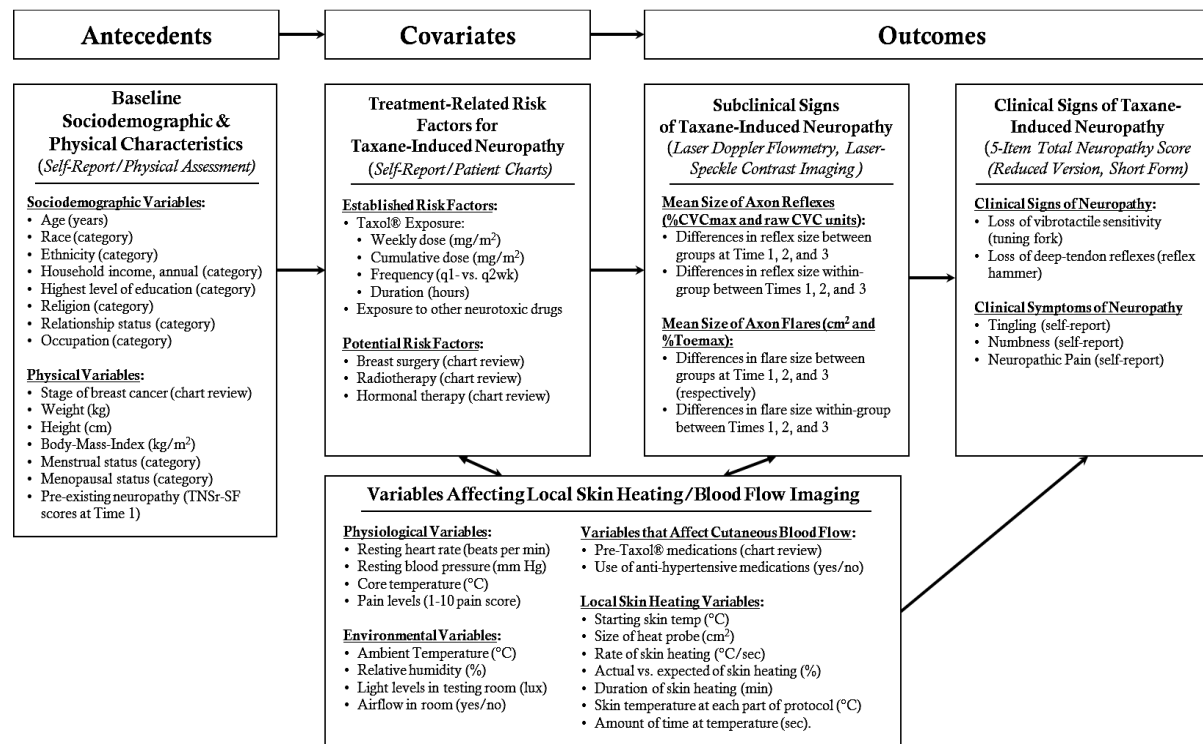 Antecedents
Covariates
Outcomes
Baseline
Sociodemographic &
Physical Characteristics
(Self-Report/Physical Assessment)
Sociodemographic Variables:
• Age (years)
• Race (category)
• Ethnicity (category)
• Household income, annual (category)
• Highest level of education (category)
• Religion (category)
• Relationship status (category)
• Occupation (category)
Physical Variables:
• Stage of breast cancer (chart review)
• Weight (kg)
• Height (cm)
• Body-Mass-Index (kg/m²)
• Menstrual status (category)
• Menopausal status (category)
• Pre-existing neuropathy (TNSr-SF
scores at Time 1)
Treatment-Related Risk
Factors for
Taxane-Induced Neuropathy
(Self-Report/Patient Charts)
Established Risk Factors:
• Taxol® Exposure:
• Weekly dose (mg/m²)
• Cumulative dose (mg/m²)
• Frequency (q1- vs. q2wk)
• Duration (hours)
• Exposure to other neurotoxic drugs
Potential Risk Factors:
• Breast surgery (chart review)
• Radiotherapy (chart review)
• Hormonal therapy (chart review)
Subclinical Signs
of Taxane-Induced Neuropathy
(Laser Doppler Flowmetry, Laser-
Speckle Contrast Imaging)
Mean Size of Axon Reflexes
(%CVCmax and raw CVC units):
• Differences in reflex size between
groups at Time 1, 2, and 3
• Differences in reflex size within-
group between Times 1, 2, and 3
Mean Size of Axon Flares (cm² and
%Toemax):
• Differences in flare size between
groups at Time 1, 2, and 3
(respectively)
• Differences in flare size within-group
between Times 1, 2, and 3
Clinical Signs of Taxane-
Induced Neuropathy
(5-Item Total Neuropathy Score
(Reduced Version, Short Form)
Clinical Signs of Neuropathy:
• Loss of vibrotactile sensitivity
(tuning fork)
• Loss of deep-tendon reflexes (reflex
hammer)
Clinical Symptoms of Neuropathy
• Tingling (self-report)
• Numbness (self-report)
• Neuropathic Pain (self-report)
Variables Affecting Local Skin Heating/Blood Flow Imaging
Physiological Variables:
• Resting heart rate (beats per min)
• Resting blood pressure (mm Hg)
• Core temperature (°C)
• Pain levels (1-10 pain score)
Environmental Variables:
• Ambient Temperature (°C)
• Relative humidity (%)
• Light levels in testing room (lux)
• Airflow in room (yes/no)
Variables that Affect Cutaneous Blood Flow:
• Pre-Taxol® medications (chart review)
• Use of anti-hypertensive medications (yes/no)
Local Skin Heating Variables:
• Starting skin temp (°C)
• Size of heat probe (cm²)
• Rate of skin heating (°C/sec)
• Actual vs. expected of skin heating (%)
• Duration of skin heating (min)
• Skin temperature at each part of protocol (°C)
• Amount of time at temperature (sec).